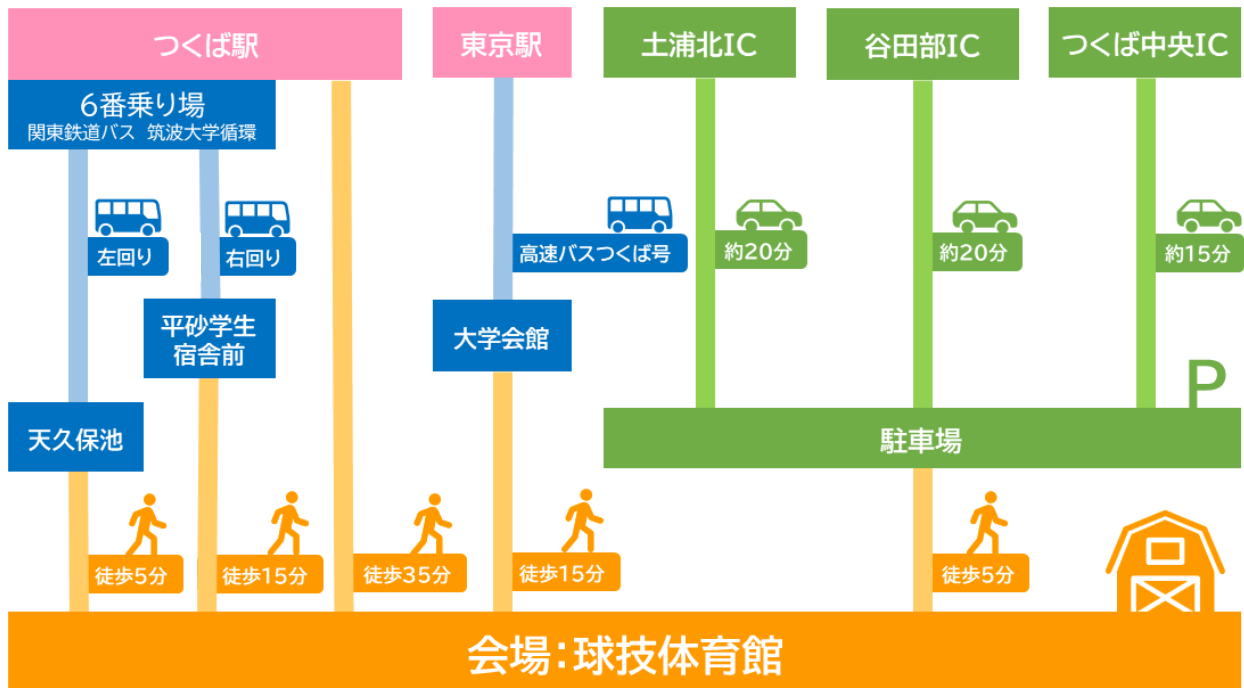 つくば駅
東京駅
土浦北IC
谷田部IC
つくば中央IC
6番乗り場
関東鉄道バス 筑波大学循環
左回り
右回り
高速バスつくば号
約20分
約20分
約15分
平砂学生
宿舎前
大学会館
P
天久保池
駐車場
徒歩5分
徒歩15分
徒歩35分
徒歩15分
徒歩5分
会場:球技体育館